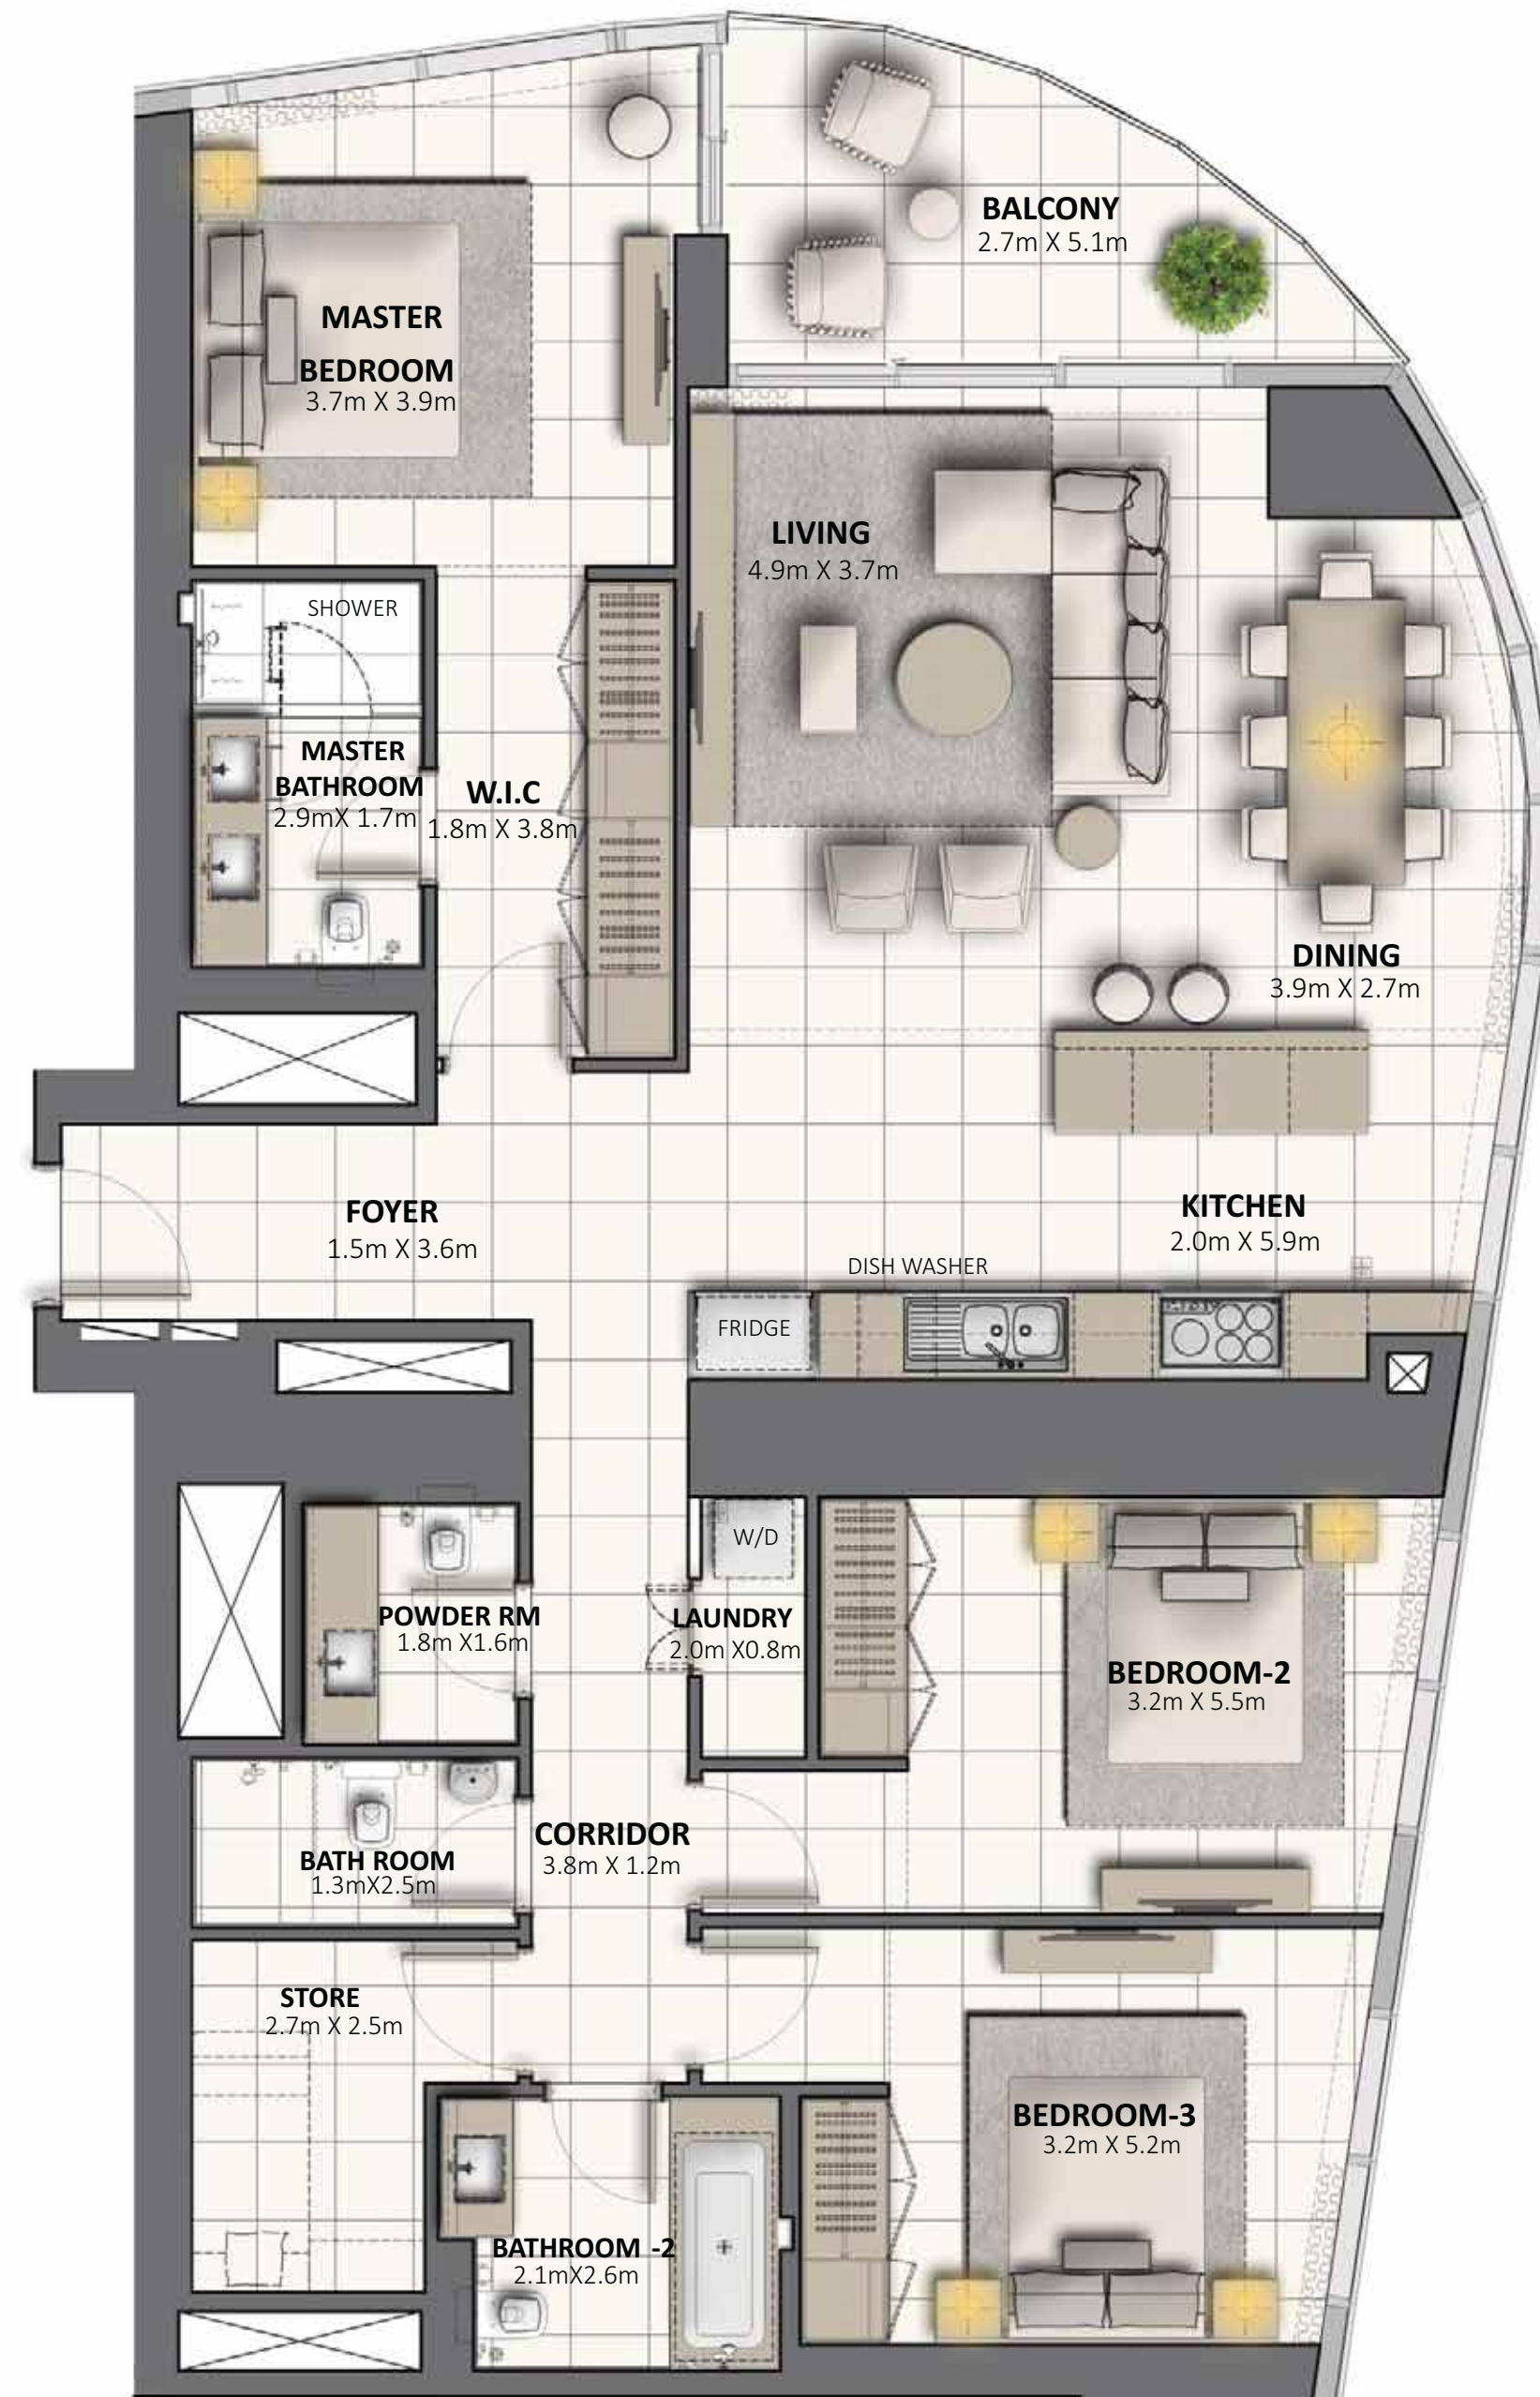 BALCONY
2.7m X 5.1m
MASTER
BEDROOM
3.7m X 3.9m
LIVING
4.9m X 3.7m
SHOWER
MASTER
BATHROOM
2.9mX 1.7m
W.I.C
1.8m X 3.8m
DINING
3.9m X 2.7m
FOYER
1.5m X 3.6m
KITCHEN
2.0m X 5.9m
DISH WASHER
FRIDGE
W/D
POWDER RM
1.8m X1.6m
LAUNDRY
2.0m X0.8m
BEDROOM-2
3.2m X 5.5m
BATH ROOM
1.3mX2.5m
CORRIDOR
3.8m X 1.2m
STORE
2.7m X 2.5m
BEDROOM-3
3.2m X 5.2m
BATHROOM -2
2.1mX2.6m